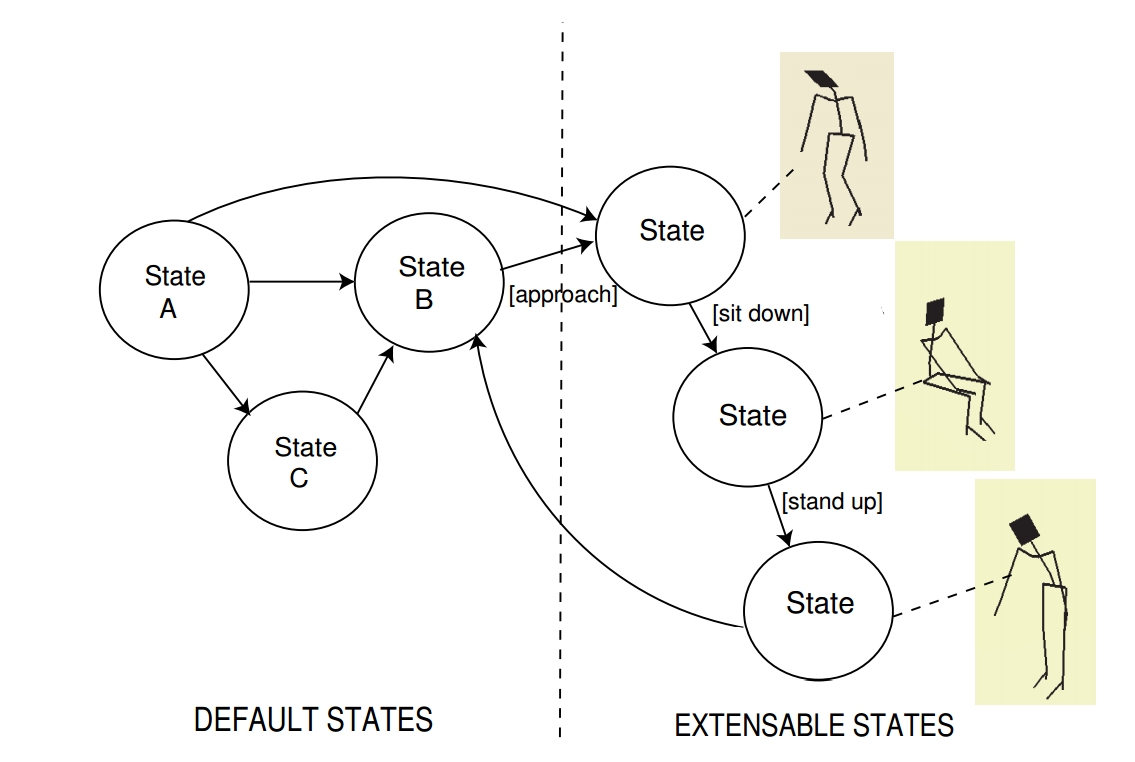 State
A
State
B
State
C
[approach]
State
[sit down]
State
[stand up]
State
DEFAULT STATES
EXTENSABLE STATES